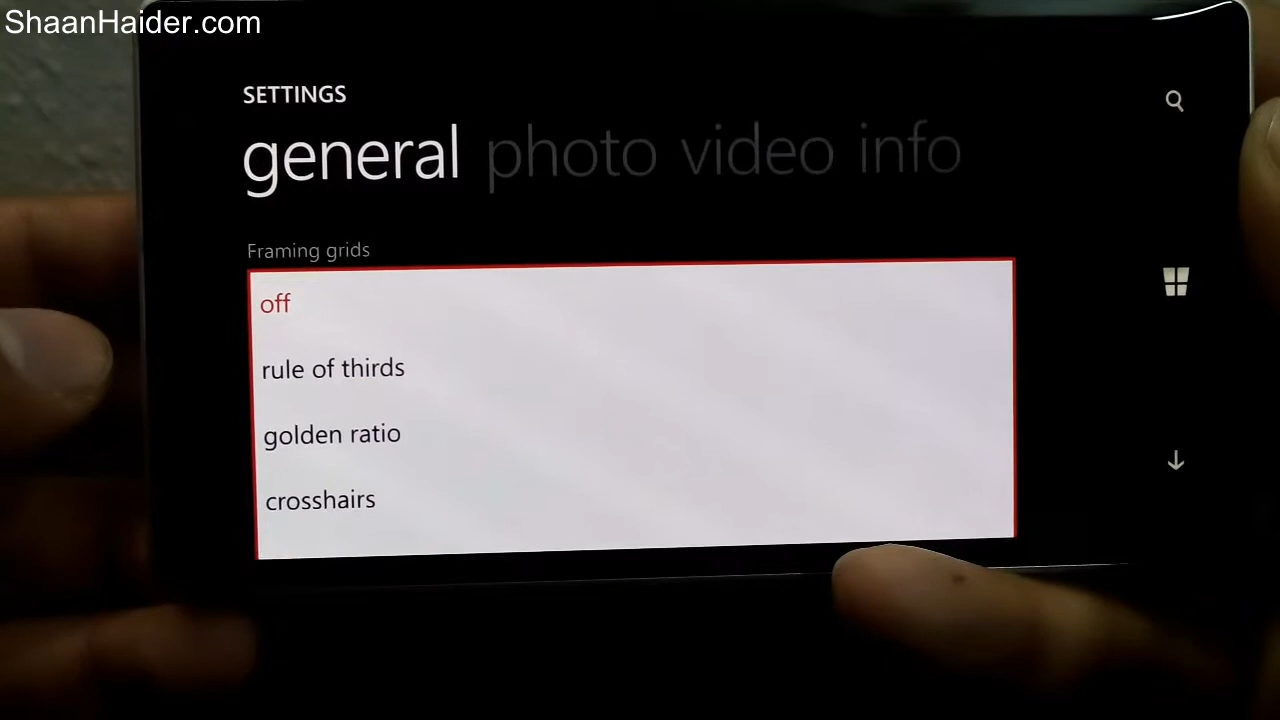 ShaanHaider.com
SETTINGS
general photo video info
Framing grids
off
rule of thirds
golden ratio
crosshairs